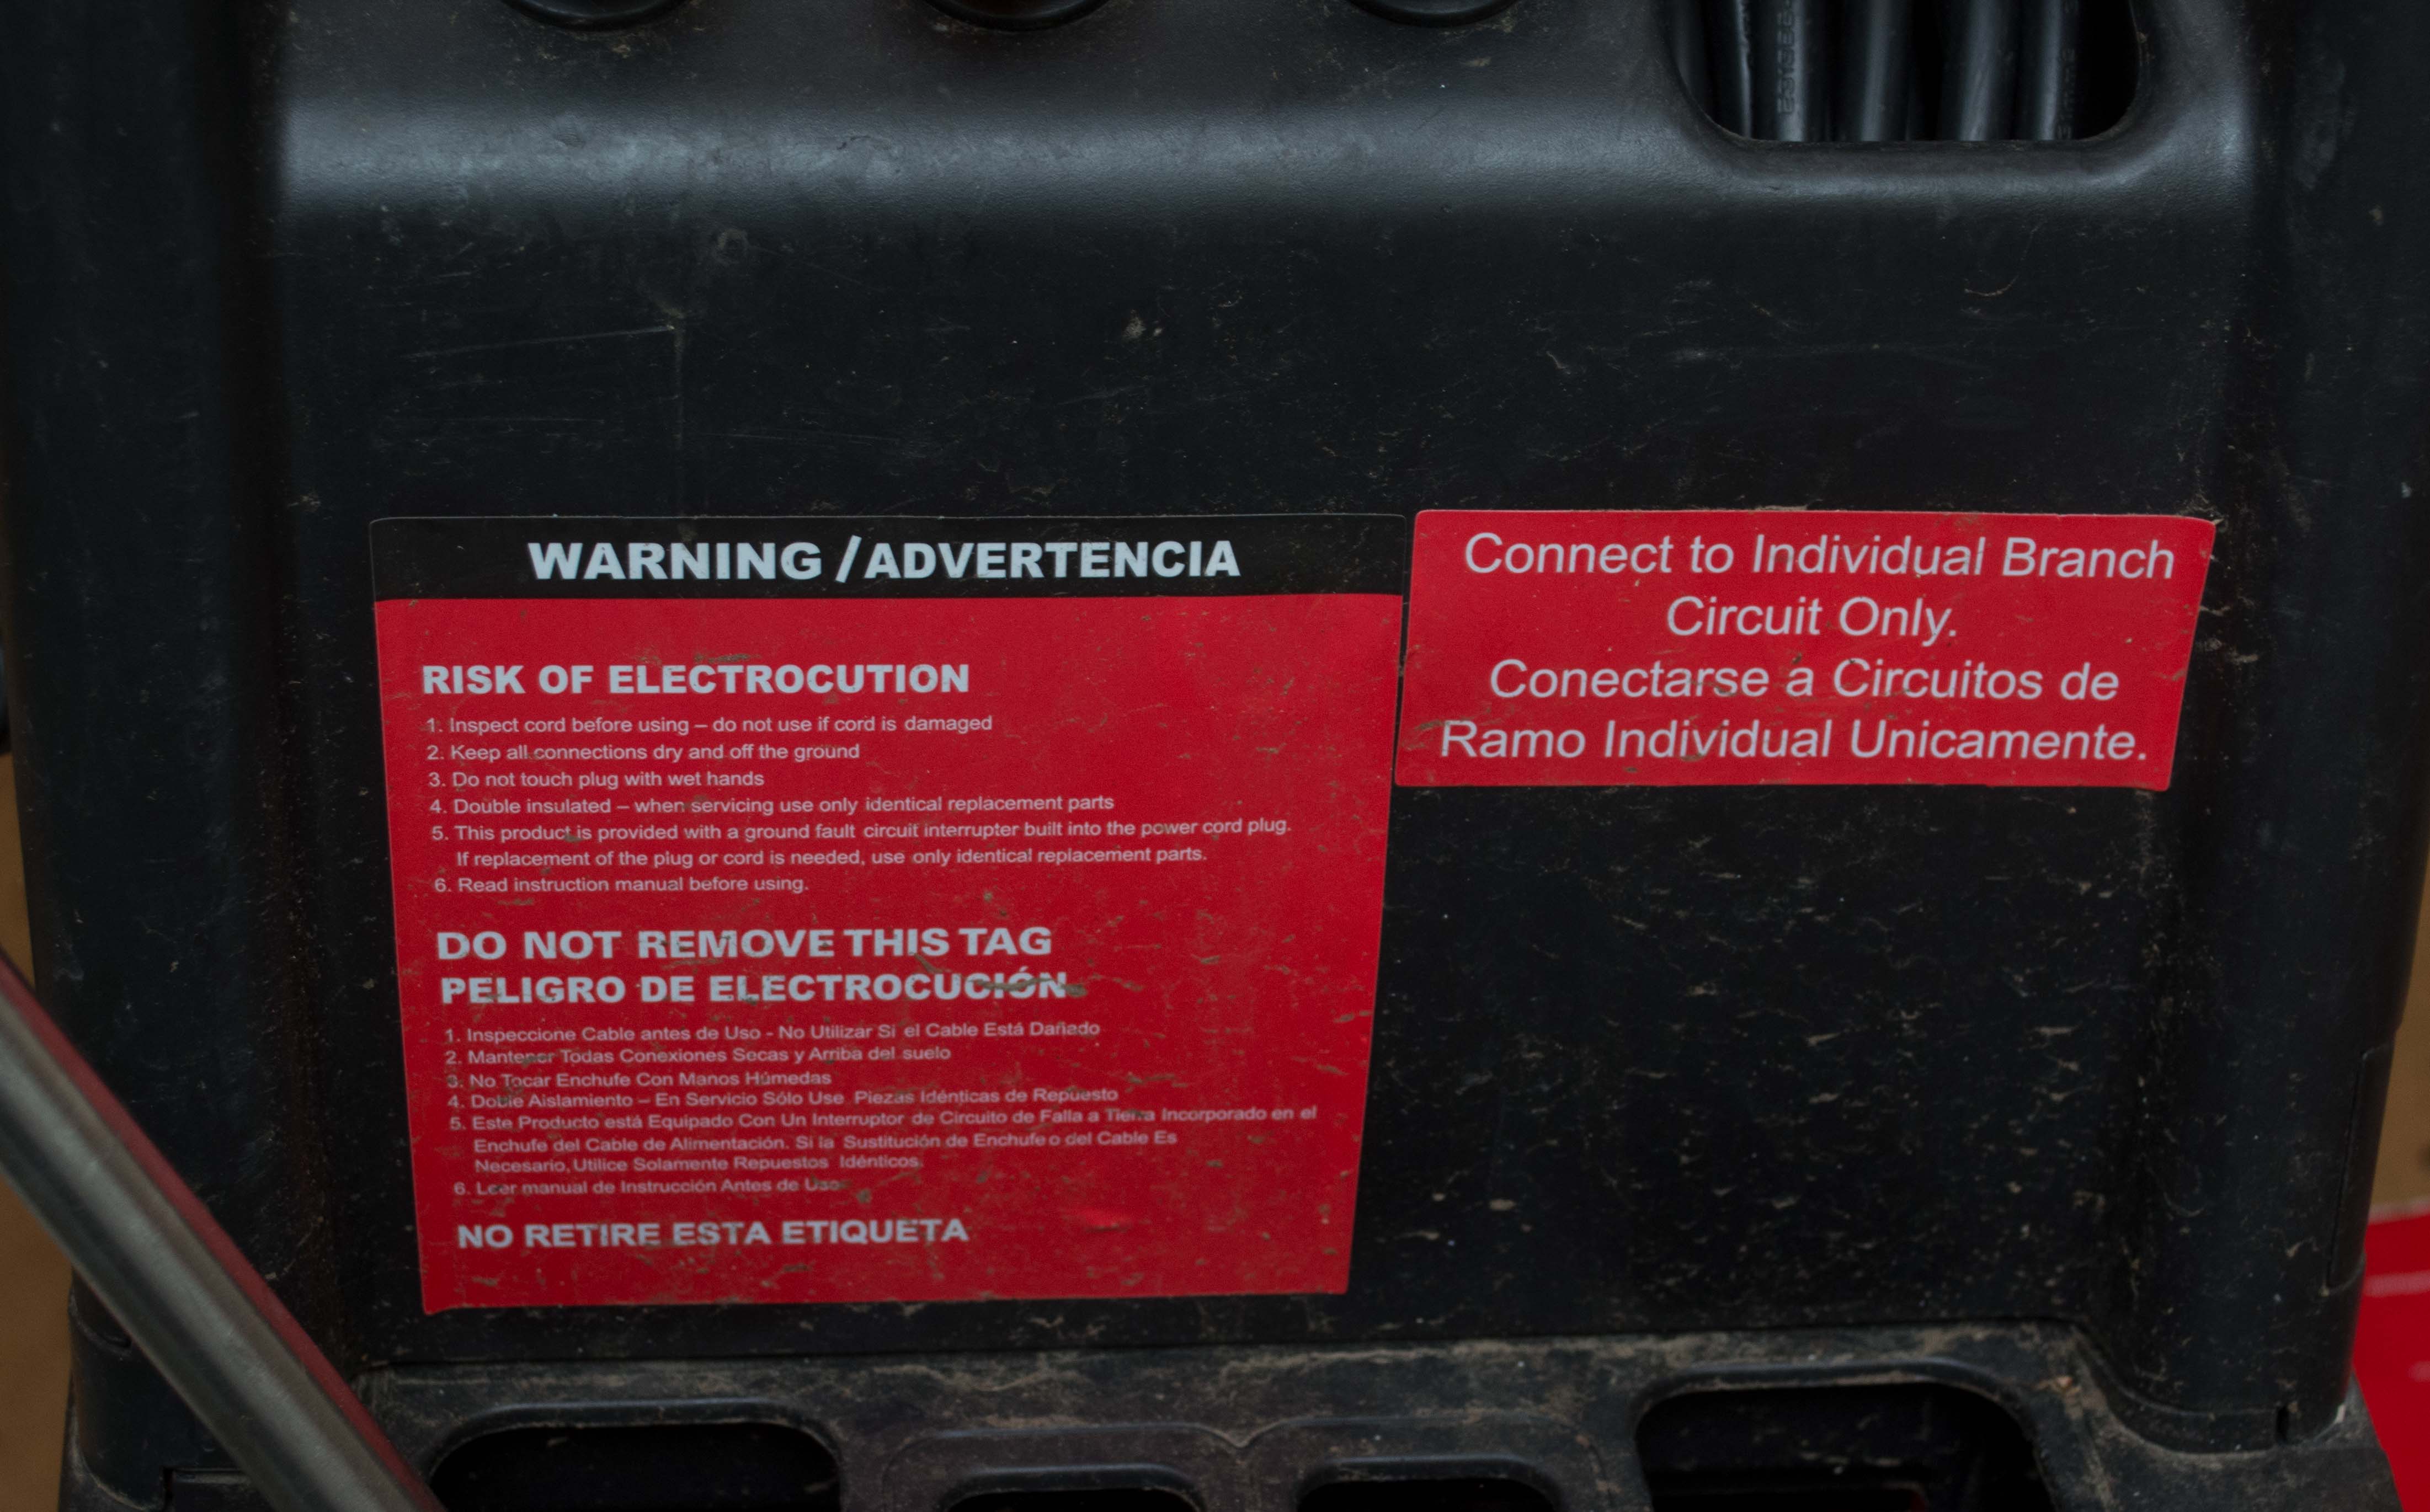 WARNING / ADVERTENCIA
RISK OF ELECTROCUTION
1. Inspect cord before using – do not use if cord is damaged
2. Keep all connections dry and off the ground
3. Do not touch plug with wet hands
4. Double insulated – when servicing use only identical replacement parts
5. This product is provided with a ground fault circuit interrupter built into the power cord plug.
If replacement of the plug or cord is needed, use only identical replacement parts.
6. Read instruction manual before using.
DO NOT REMOVE THIS TAG
PELIGRO DE ELECTROCUCIÓN
1. Inspeccione Cable antes de Uso - No Utilizar Si el Cable Está Dañado
2. Mantener Todas Conexiones Secas y Arriba del suelo
3. No Tocar Enchufe Con Manos Húmedas
4. Doble Aislamiento – En Servicio Sólo Use Piezas Idénticas de Repuesto
5. Este Producto está Equipado Con Un Interruptor de Circuito de Falla a Tierra Incorporado en el
Enchufe del Cable de Alimentación. Si la Sustitución de Enchufe o del Cable Es
Necesario, Utilice Solamente Repuestos Idénticos.
6. Leer manual de Instrucción Antes de Uso
NO RETIRE ESTA ETIQUETA
Connect to Individual Branch
Circuit Only.
Conectarse a Circuitos de
Ramo Individual Unicamente.